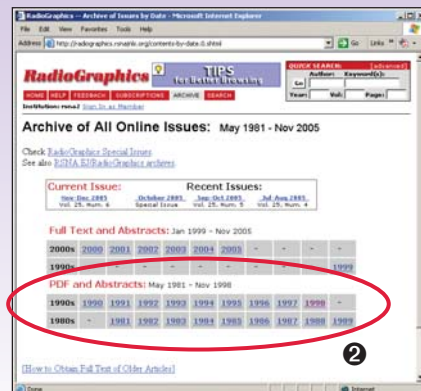 RadioGraphics -- Archive of Issues by Date - Microsoft Internet Explorer
File Edit View Favorites Tools Help
Address http://radiographics.rsnajnls.org/contents-by-date.0.shtml Go Links
RadioGraphics TIPS for Better Browsing
QUICK SEARCH: [advanced]
Author: Keyword(s):
Go
Year: Vol: Page:
HOME HELP FEEDBACK SUBSCRIPTIONS ARCHIVE SEARCH
Institution: rsna2 Sign In as Member
Archive of All Online Issues: May 1981 - Nov 2005
Check RadioGraphics Special Issues.
See also RSNA EJ/RadioGraphics archives.
Current Issue: Recent Issues:
Nov-Dec 2005 October 2005 Sep-Oct 2005 Jul-Aug 2005
Vol. 25, Num. 6 Special Issue Vol. 25, Num. 5 Vol. 25, Num. 4
Full Text and Abstracts: Jan 1999 - Nov 2005
2000s 2000 2001 2002 2003 2004 2005 - - - -
1990s - - - - - - - - - 1999
PDF and Abstracts: May 1981 - Nov 1998
1990s 1990 1991 1992 1993 1994 1995 1996 1997 1998 -
1980s - 1981 1982 1983 1984 1985 1986 1987 1988 1989
❷
[How to Obtain Full Text of Older Articles]
Done Internet